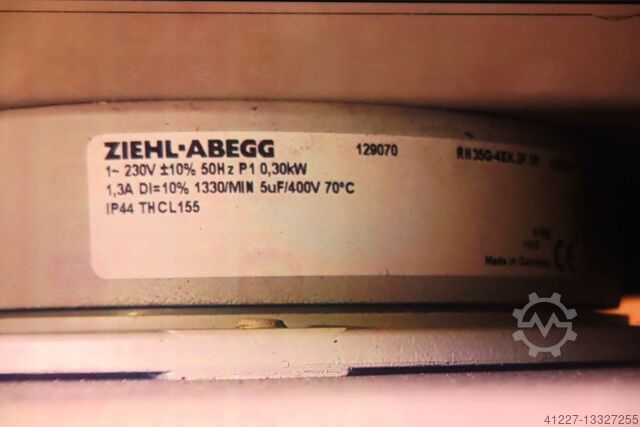 ZIEHL-ABEGG 129070 RH35G-4EK.2F.1R
1~ 230V ±10% 50Hz P1 0,30kW
1,3A DI=10% 1330/MIN 5uF/400V 70°C
IP44 THCL155
Made in Germany CE
41227-13327255